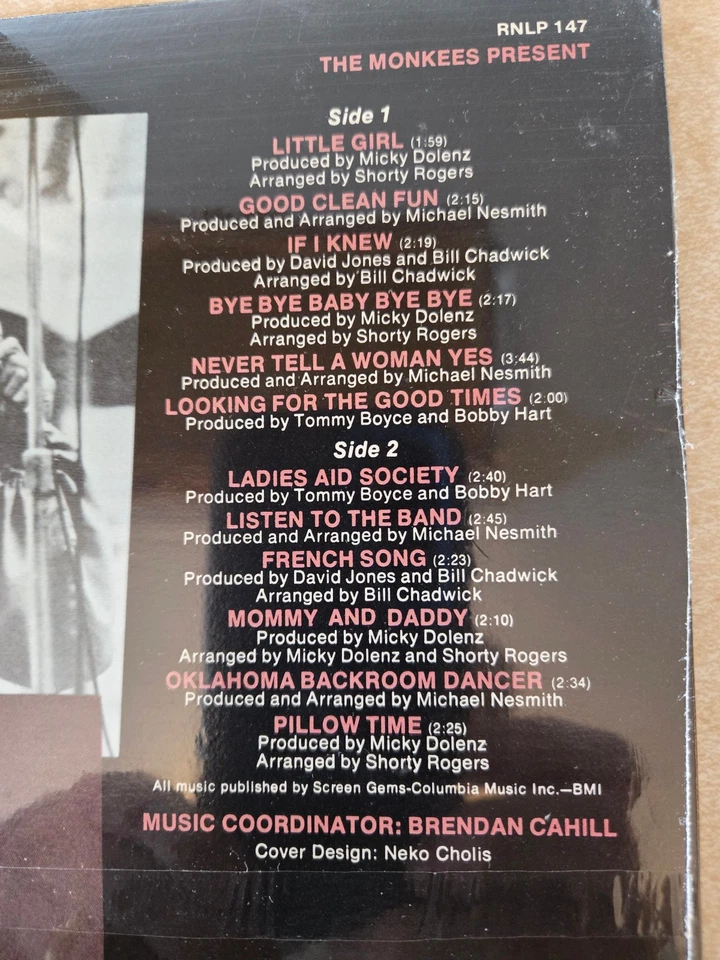 RNLP 147
THE MONKEES PRESENT
Side 1
LITTLE GIRL (1:59)
Produced by Micky Dolenz
Arranged by Shorty Rogers
GOOD CLEAN FUN (2:15)
Produced and Arranged by Michael Nesmith
IF I KNEW (2:19)
Produced by David Jones and Bill Chadwick
Arranged by Bill Chadwick
BYE BYE BABY BYE BYE (2:17)
Produced by Micky Dolenz
Arranged by Shorty Rogers
NEVER TELL A WOMAN YES (3:44)
Produced and Arranged by Michael Nesmith
LOOKING FOR THE GOOD TIMES (2:00)
Produced by Tommy Boyce and Bobby Hart
Side 2
LADIES AID SOCIETY (2:40)
Produced by Tommy Boyce and Bobby Hart
LISTEN TO THE BAND (2:45)
Produced and Arranged by Michael Nesmith
FRENCH SONG (2:23)
Produced by David Jones and Bill Chadwick
Arranged by Bill Chadwick
MOMMY AND DADDY (2:10)
Produced by Micky Dolenz
Arranged by Micky Dolenz and Shorty Rogers
OKLAHOMA BACKROOM DANCER (2:34)
Produced and Arranged by Michael Nesmith
PILLOW TIME (2:25)
Produced by Micky Dolenz
Arranged by Shorty Rogers
All music published by Screen Gems-Columbia Music Inc.—BMI
MUSIC COORDINATOR: BRENDAN CAHILL
Cover Design: Neko Cholis